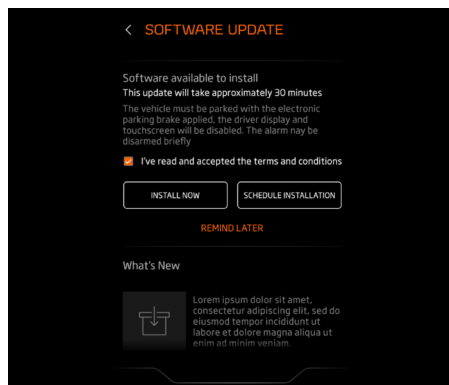 SOFTWARE UPDATE
Software available to install
This update will take approximately 30 minutes
The vehicle must be parked with the electronic
parking brake applied, the driver display and
touchscreen will be disabled. The alarm nay be
disarmed briefly
I've read and accepted the terms and conditions
INSTALL NOW
SCHEDULE INSTALLATION
REMIND LATER
What's New
Lorem ipsum dolor sit amet,
consectetur adipiscing elit, sed do
eiusmod tempor incididunt ut
labore et dolore magna aliqua ut
enim ad minim veniam.